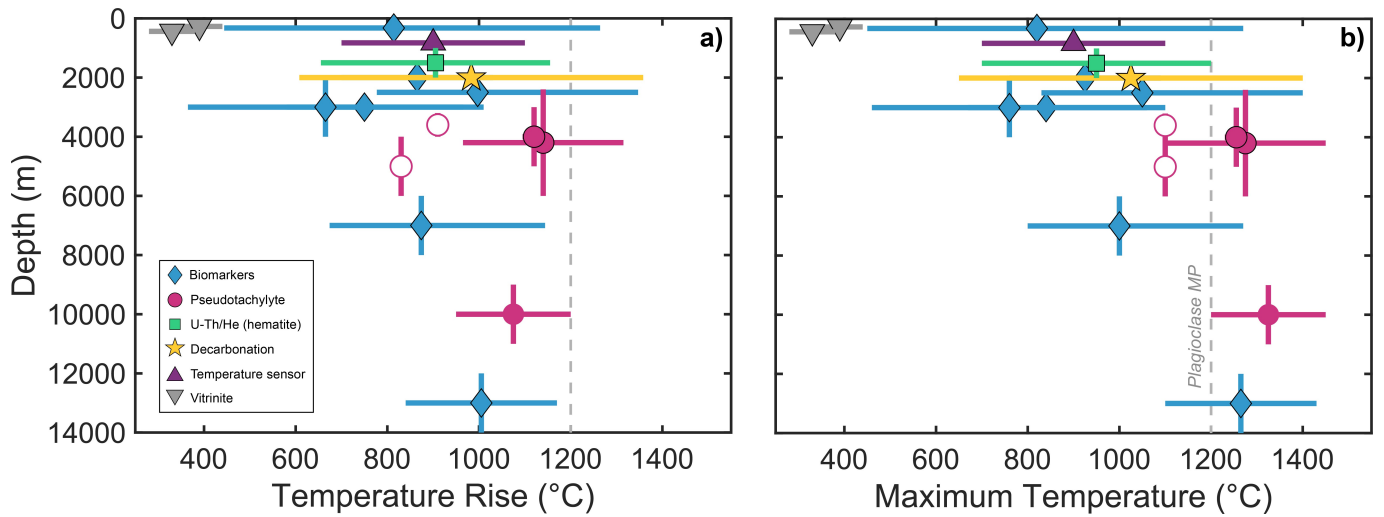 0
2000
4000
6000
8000
10000
12000
14000
Depth (m)
400 600 800 1000 1200 1400
Temperature Rise (°C)
a)
Biomarkers
Pseudotachylyte
U-Th/He (hematite)
Decarbonation
Temperature sensor
Vitrinite
b)
Plagioclase MP
400 600 800 1000 1200 1400
Maximum Temperature (°C)